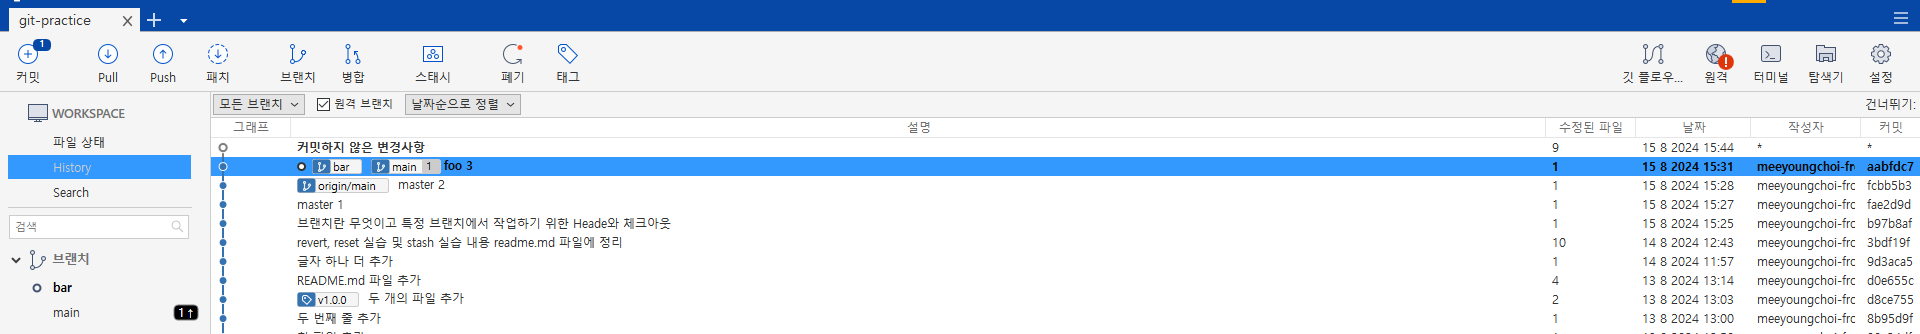 git-practice
1
커밋 Pull Push 패치 브랜치 병합 스태시 폐기 태그 깃 플로우... 원격 터미널 탐색기 설정
모든 브랜치 원격 브랜치 날짜순으로 정렬 건너뛰기:
WORKSPACE
파일 상태
History
Search
검색
브랜치
bar
main 1↑
그래프 설명 수정된 파일 날짜 작성자 커밋
커밋하지 않은 변경사항 9 15 8 2024 15:44 * *
bar main 1 foo 3 1 15 8 2024 15:31 meeyoungchoi-frc aabfdc7
origin/main master 2 1 15 8 2024 15:28 meeyoungchoi-frc fcbb5b3
master 1 1 15 8 2024 15:27 meeyoungchoi-frc fae2d9d
브랜치란 무엇이고 특정 브랜치에서 작업하기 위한 Heade와 체크아웃 1 15 8 2024 15:25 meeyoungchoi-frc b97b8af
revert, reset 실습 및 stash 실습 내용 readme.md 파일에 정리 10 14 8 2024 12:43 meeyoungchoi-frc 3bdf19f
글자 하나 더 추가 1 14 8 2024 11:57 meeyoungchoi-frc 9d3aca5
README.md 파일 추가 4 13 8 2024 13:14 meeyoungchoi-frc d0e655c
v1.0.0 두 개의 파일 추가 2 13 8 2024 13:03 meeyoungchoi-frc d8ce755
두 번째 줄 추가 1 13 8 2024 13:00 meeyoungchoi-frc 8b95d9f